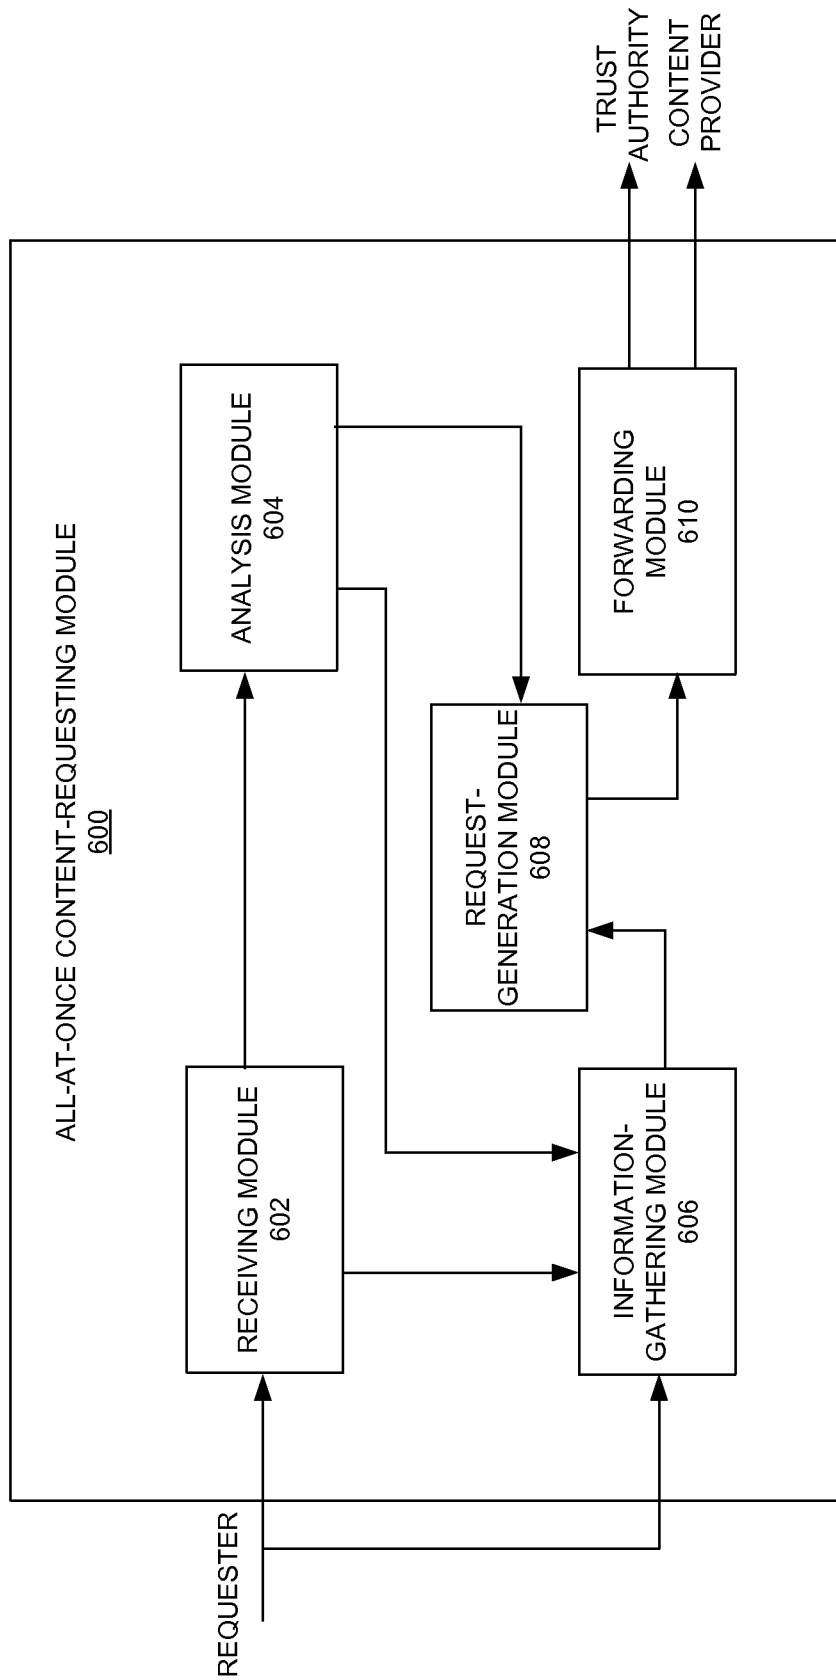 ALL-AT-ONCE CONTENT-REQUESTING MODULE
600
REQUESTER
RECEIVING MODULE
602
ANALYSIS MODULE
604
REQUEST-
GENERATION MODULE
608
INFORMATION-
GATHERING MODULE
606
FORWARDING
MODULE
610
TRUST
AUTHORITY
CONTENT
PROVIDER